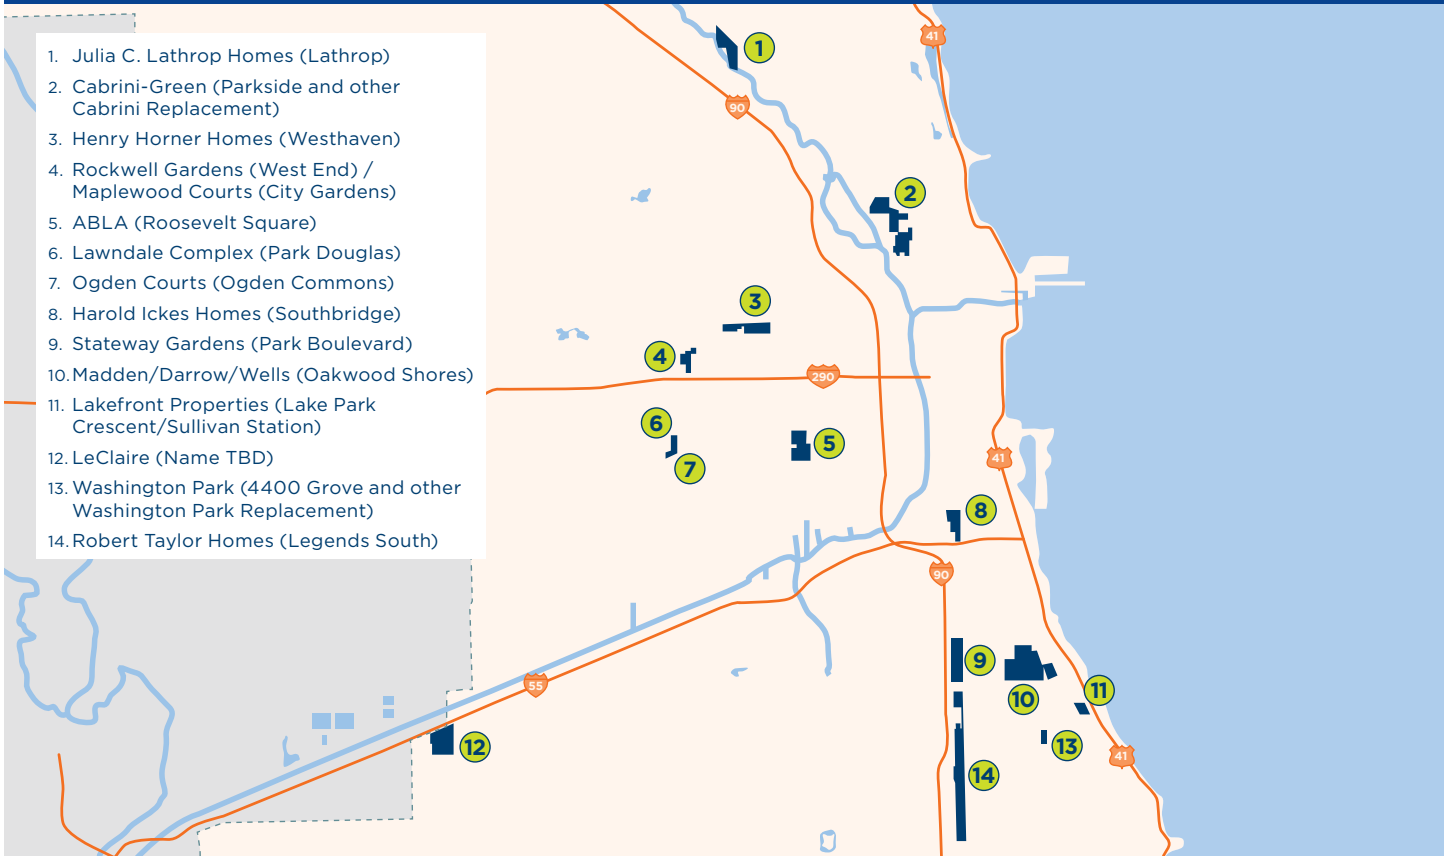 1. Julia C. Lathrop Homes (Lathrop)
2. Cabrini-Green (Parkside and other
Cabrini Replacement)
3. Henry Horner Homes (Westhaven)
4. Rockwell Gardens (West End) /
Maplewood Courts (City Gardens)
5. ABLA (Roosevelt Square)
6. Lawndale Complex (Park Douglas)
7. Ogden Courts (Ogden Commons)
8. Harold Ickes Homes (Southbridge)
9. Stateway Gardens (Park Boulevard)
10. Madden/Darrow/Wells (Oakwood Shores)
11. Lakefront Properties (Lake Park
Crescent/Sullivan Station)
12. LeClaire (Name TBD)
13. Washington Park (4400 Grove and other
Washington Park Replacement)
14. Robert Taylor Homes (Legends South)
41
1
90
2
3
4
290
6
5
7
41
8
90
9
55
10
11
12
13
41
14